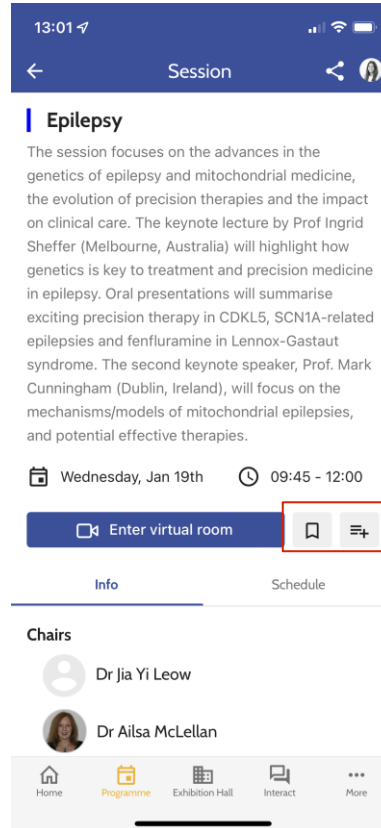 13:01
Session
Epilepsy
The session focuses on the advances in the
genetics of epilepsy and mitochondrial medicine,
the evolution of precision therapies and the impact
on clinical care. The keynote lecture by Prof Ingrid
Sheffer (Melbourne, Australia) will highlight how
genetics is key to treatment and precision medicine
in epilepsy. Oral presentations will summarise
exciting precision therapy in CDKL5, SCN1A-related
epilepsies and fenfluramine in Lennox-Gastaut
syndrome. The second keynote speaker, Prof. Mark
Cunningham (Dublin, Ireland), will focus on the
mechanisms/models of mitochondrial epilepsies,
and potential effective therapies.
Wednesday, Jan 19th 09:45 - 12:00
Enter virtual room
Info Schedule
Chairs
Dr Jia Yi Leow
Dr Ailsa McLellan
Home Programme Exhibition Hall Interact More